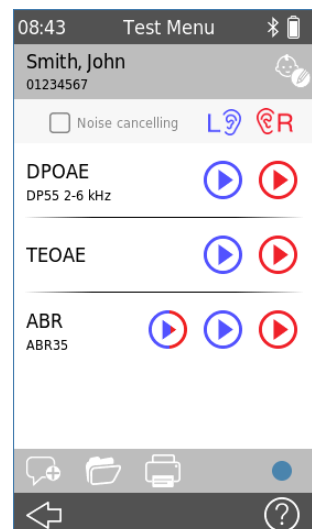 08:43 Test Menu
Smith, John
01234567
Noise cancelling L R
DPOAE
DP55 2-6 kHz
TEOAE
ABR
ABR35
?